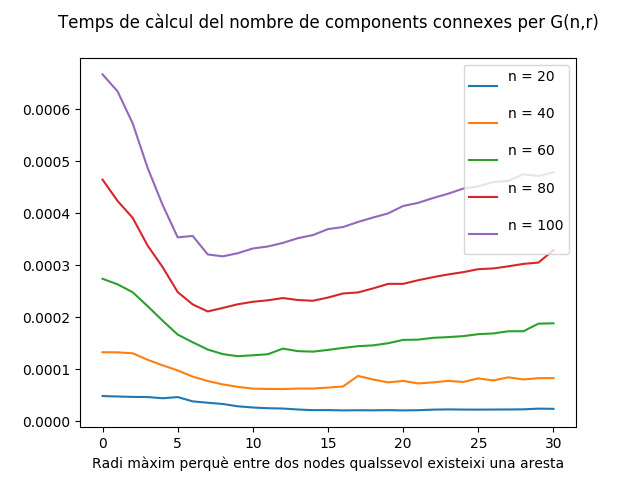 Temps de càlcul del nombre de components connexes per G(n,r)
n = 20
n = 40
n = 60
n = 80
n = 100
0.0006
0.0005
0.0004
0.0003
0.0002
0.0001
0.0000
0 5 10 15 20 25 30
Radi màxim perquè entre dos nodes qualssevol existeixi una aresta